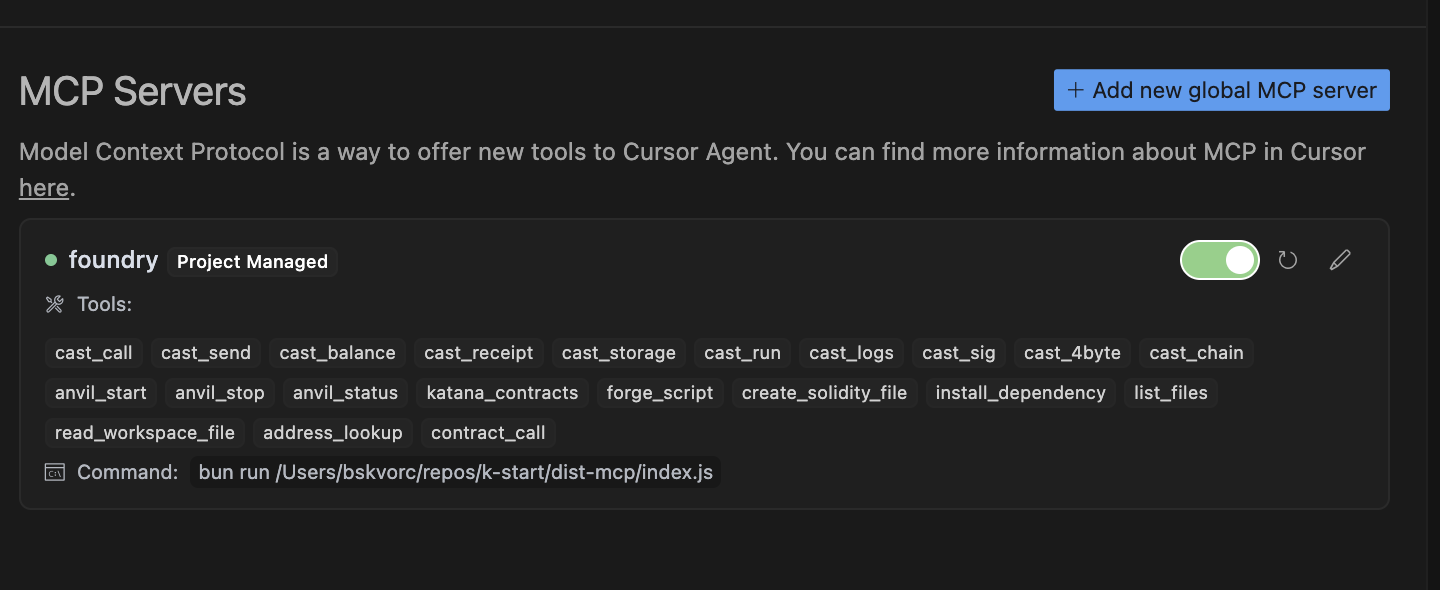 MCP Servers
+ Add new global MCP server
Model Context Protocol is a way to offer new tools to Cursor Agent. You can find more information about MCP in Cursor
here.
foundry Project Managed
Tools:
cast_call cast_send cast_balance cast_receipt cast_storage cast_run cast_logs cast_sig cast_4byte cast_chain
anvil_start anvil_stop anvil_status katana_contracts forge_script create_solidity_file install_dependency list_files
read_workspace_file address_lookup contract_call
Command: bun run /Users/bskvorc/repos/k-start/dist-mcp/index.js